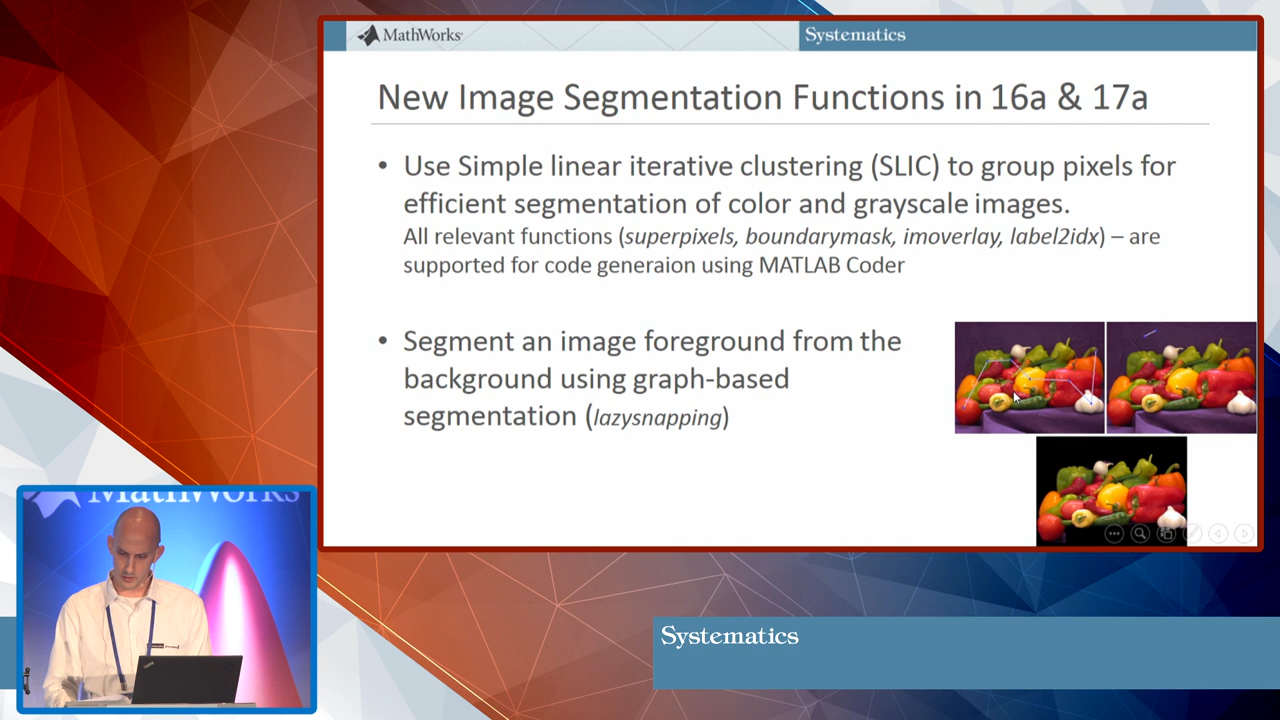 MathWorks®
Systematics
New Image Segmentation Functions in 16a & 17a
• Use Simple linear iterative clustering (SLIC) to group pixels for
efficient segmentation of color and grayscale images.
All relevant functions (superpixels, boundarymask, imoverlay, label2idx) – are
supported for code generaion using MATLAB Coder
• Segment an image foreground from the
background using graph-based
segmentation (lazysnapping)
MathWorks
Systematics